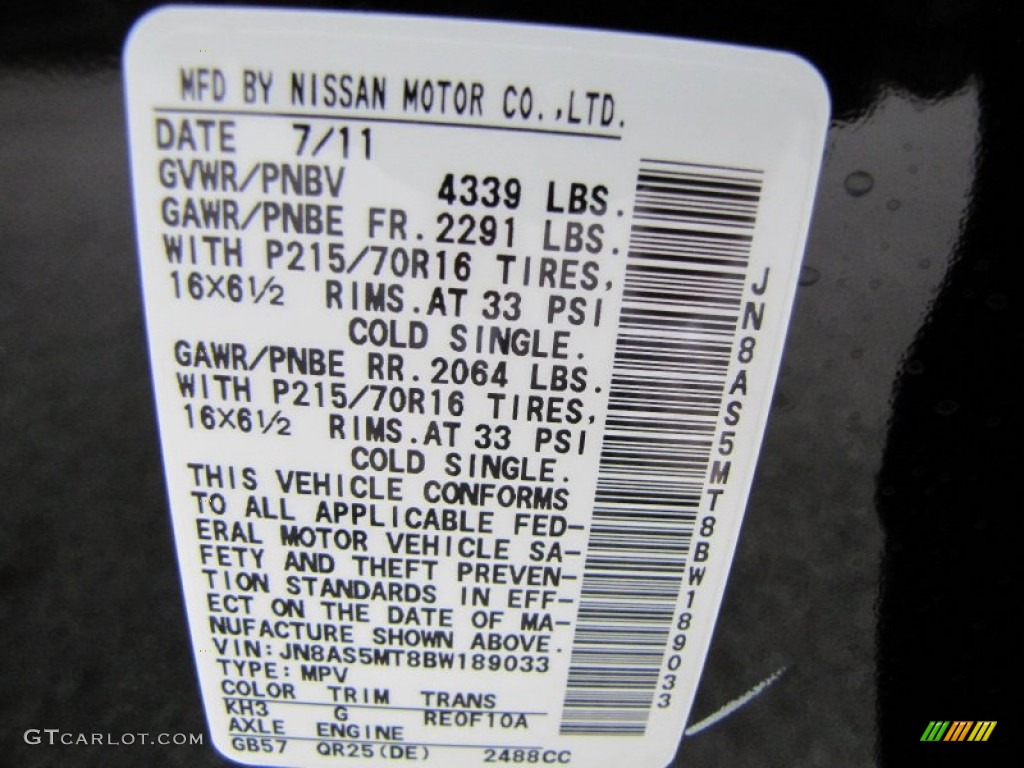 MFD BY NISSAN MOTOR CO.,LTD.
DATE 7/11
GVWR/PNBV 4339 LBS.
GAWR/PNBE FR.2291 LBS.
WITH P215/70R16 TIRES,
16X6½ RIMS.AT 33 PSI
COLD SINGLE.
GAWR/PNBE RR.2064 LBS.
WITH P215/70R16 TIRES,
16X6½ RIMS.AT 33 PSI
COLD SINGLE.
THIS VEHICLE CONFORMS
TO ALL APPLICABLE FED-
ERAL MOTOR VEHICLE SA-
FETY AND THEFT PREVEN-
TION STANDARDS IN EFF-
ECT ON THE DATE OF MA-
NUFACTURE SHOWN ABOVE.
VIN:JN8AS5MT8BW189033
TYPE:MPV
COLOR TRIM TRANS
KH3 G RE0F10A
AXLE ENGINE
GB57 QR25(DE) 2488CC
JN8AS5MT8BW189033
GTCarLot.com